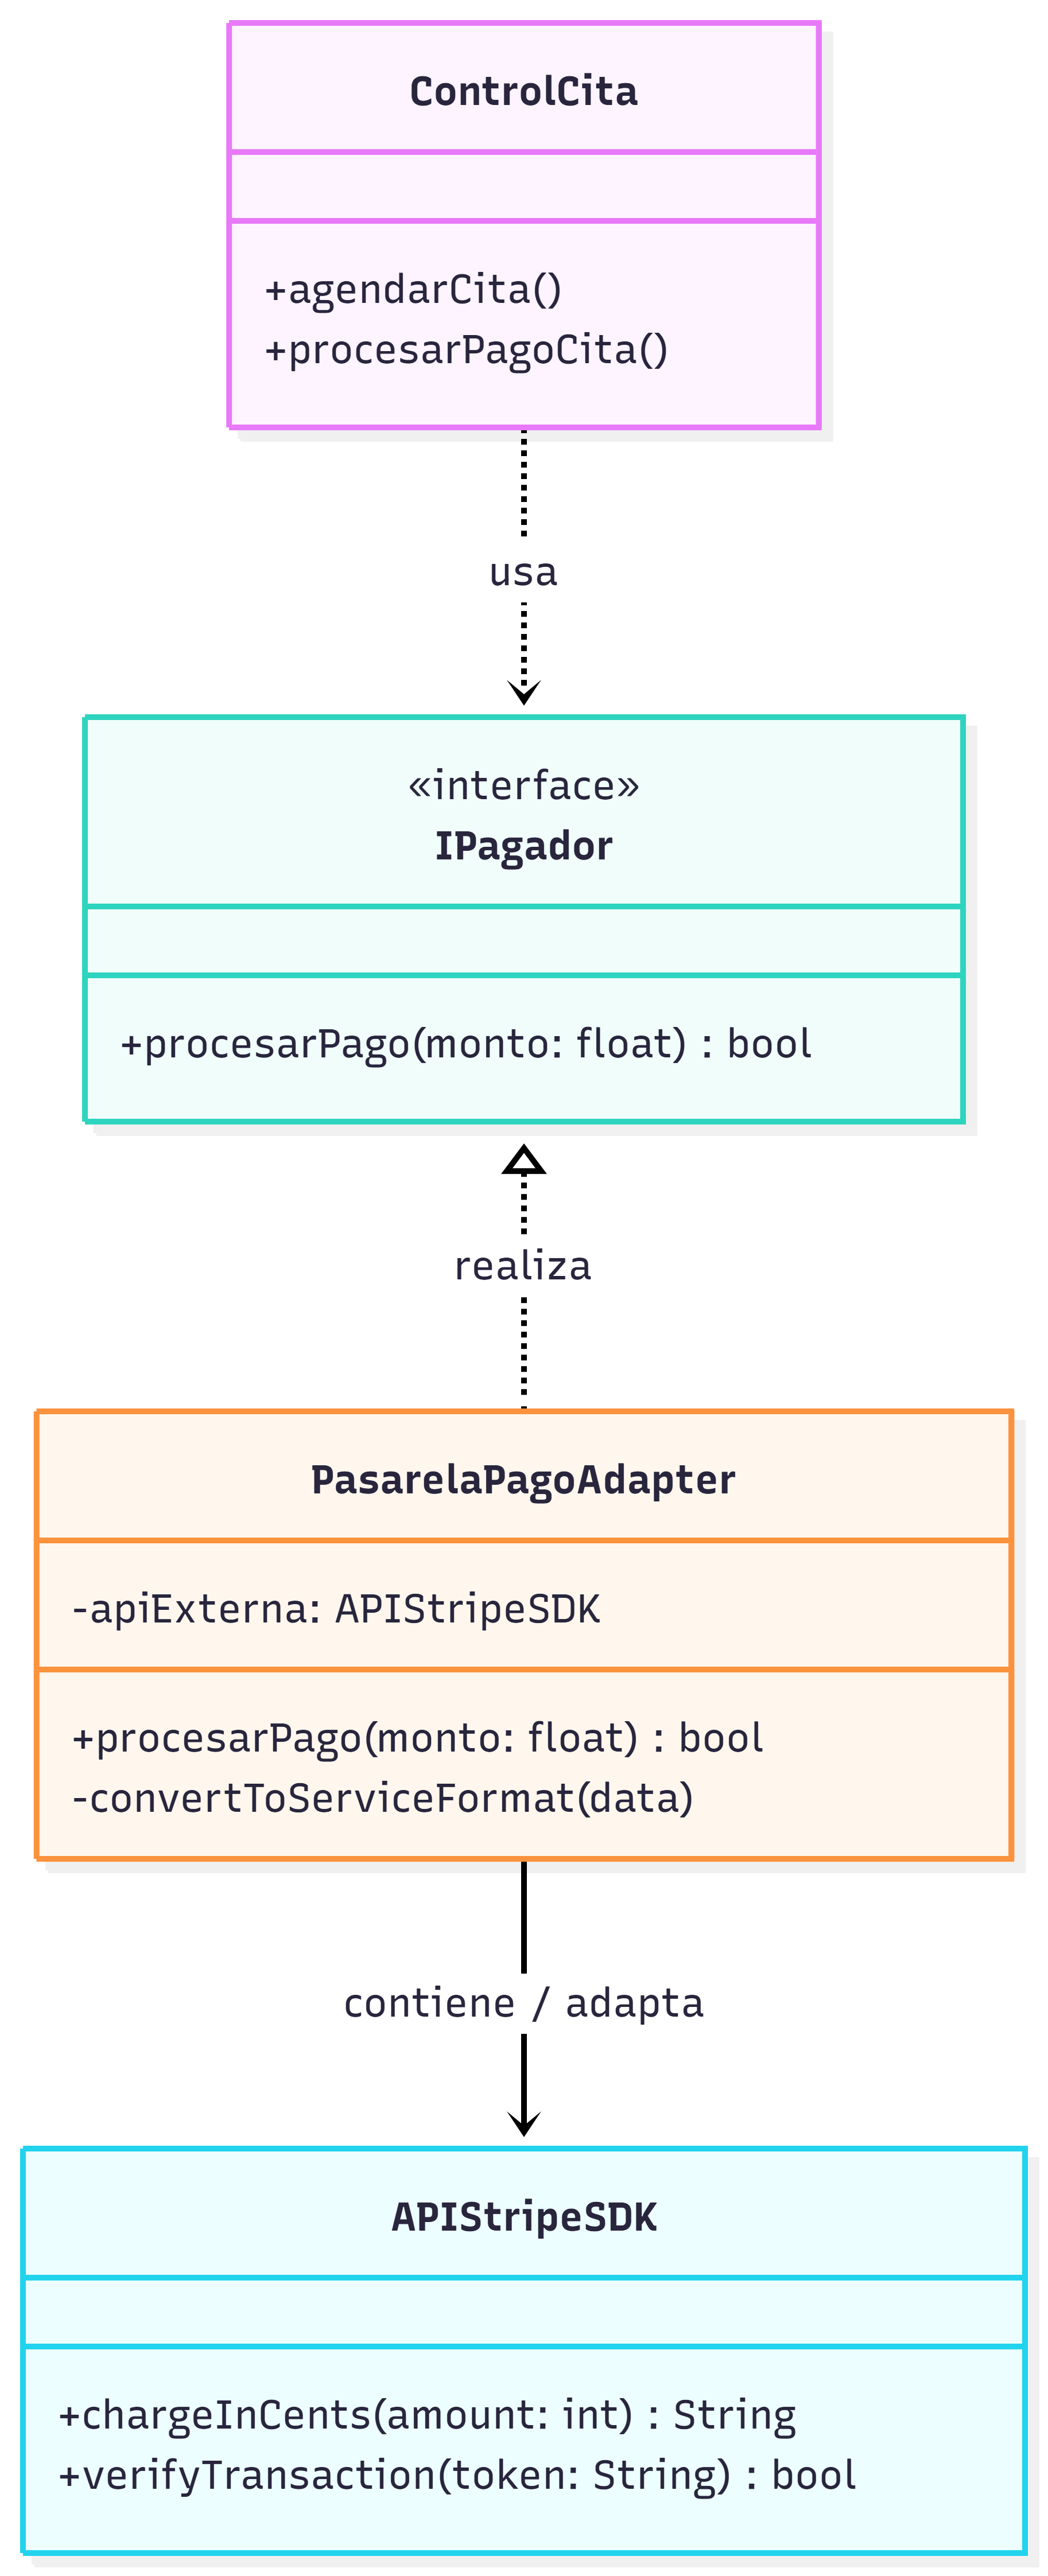 ControlCita
+agendarCita()
+procesarPagoCita()
usa
«interface»
IPagador
+procesarPago(monto: float) : bool
realiza
PasarelaPagoAdapter
-apiExterna: APIStripeSDK
+procesarPago(monto: float) : bool
-convertToServiceFormat(data)
contiene / adapta
APIStripeSDK
+chargeInCents(amount: int) : String
+verifyTransaction(token: String) : bool